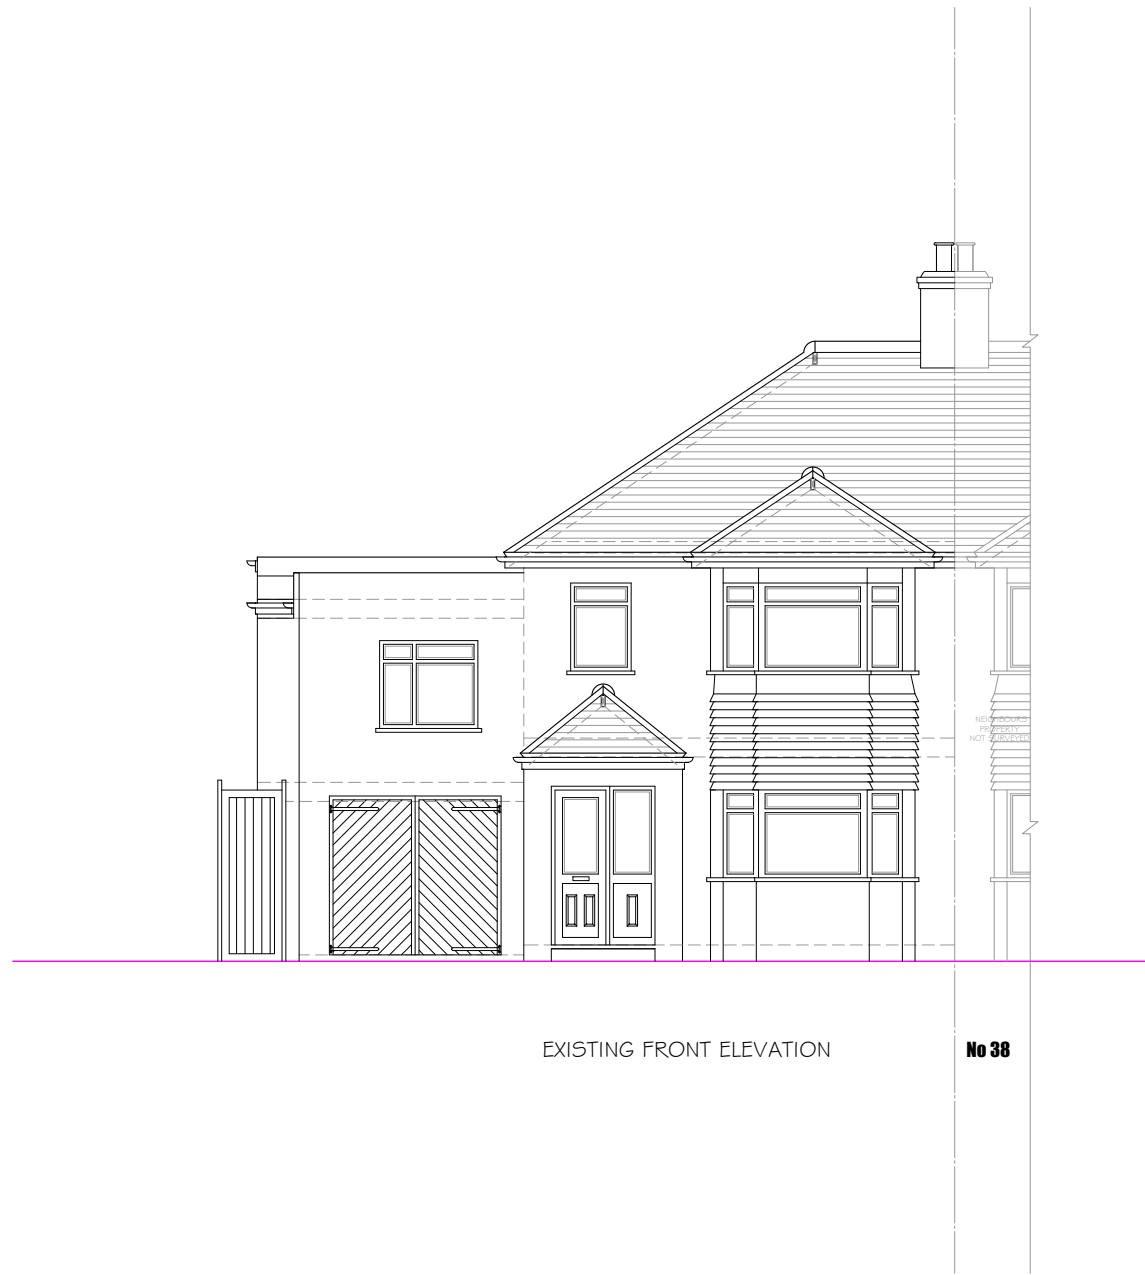 NEIGHBOURS
PROPERTY
NOT SURVEYED
EXISTING FRONT ELEVATION
No 38